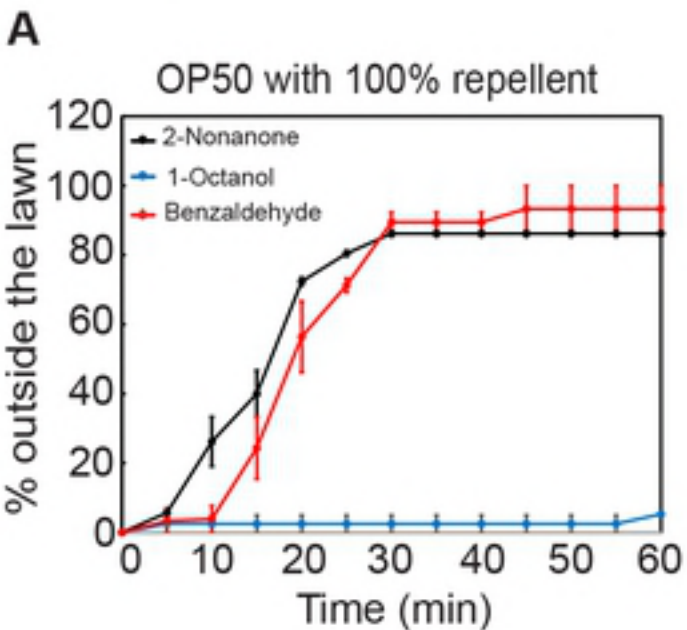 A
OP50 with 100% repellent
120
100
80
60
40
20
0
% outside the lawn
2-Nonanone
1-Octanol
Benzaldehyde
0 10 20 30 40 50 60
Time (min)